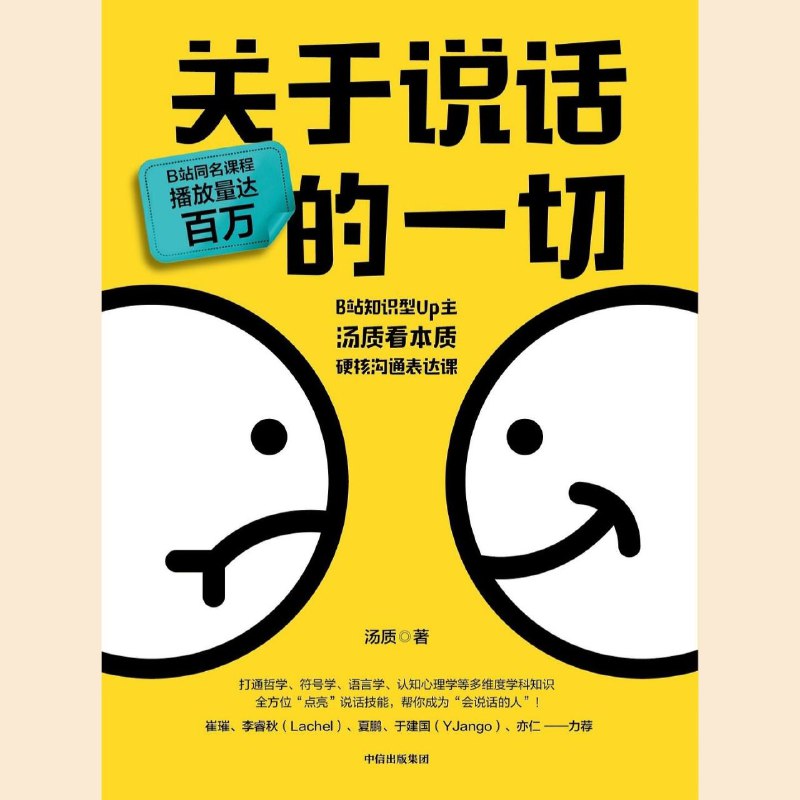 关于说话
的一切
B站同名课程
播放量达
百万
B站知识型Up主
汤质看本质
硬核沟通表达课
汤质◎著
打通哲学、符号学、语言学、认知心理学等多维度学科知识
全方位“点亮”说话技能，帮你成为“会说话的人”！
崔璀、李睿秋（Lachel）、夏鹏、于建国（YJango）、亦仁 ——力荐
中信出版集团